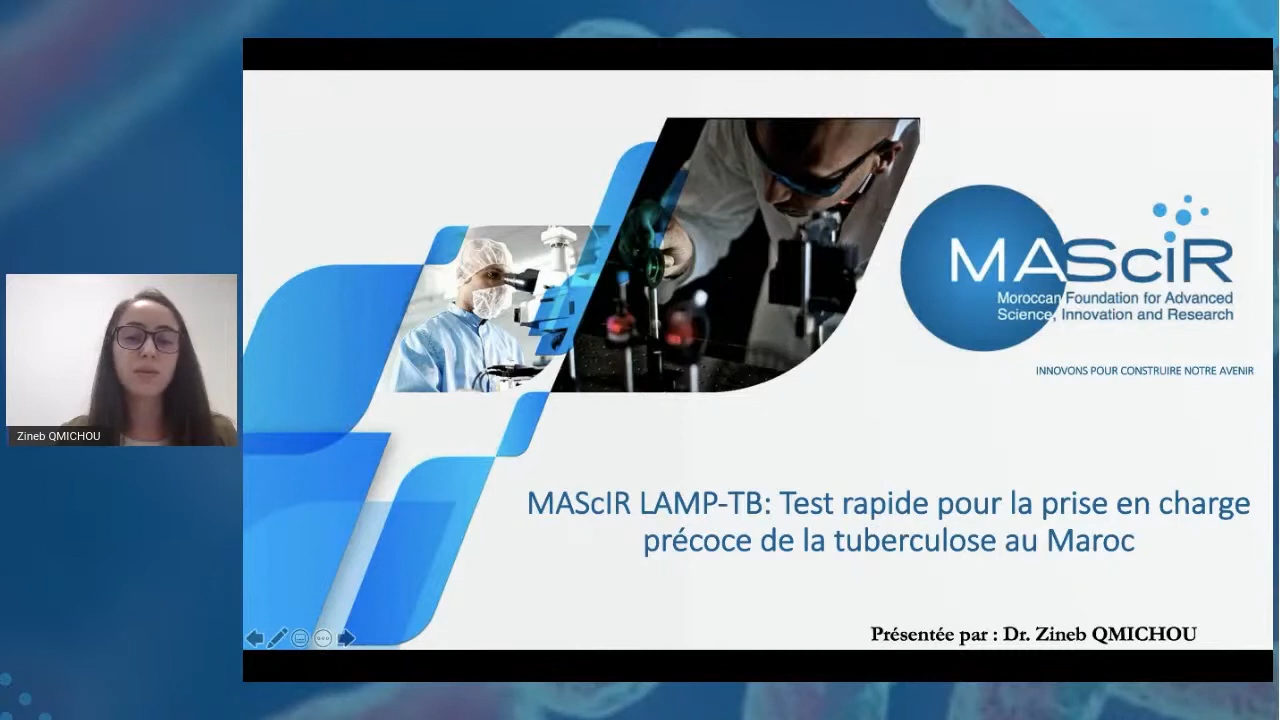 MASciR
Moroccan Foundation for Advanced
Science, Innovation and Research
INNOVONS POUR CONSTRUIRE NOTRE AVENIR
Zineb QMICHOU
MAScIR LAMP-TB: Test rapide pour la prise en charge
précoce de la tuberculose au Maroc
Présentée par : Dr. Zineb QMICHOU